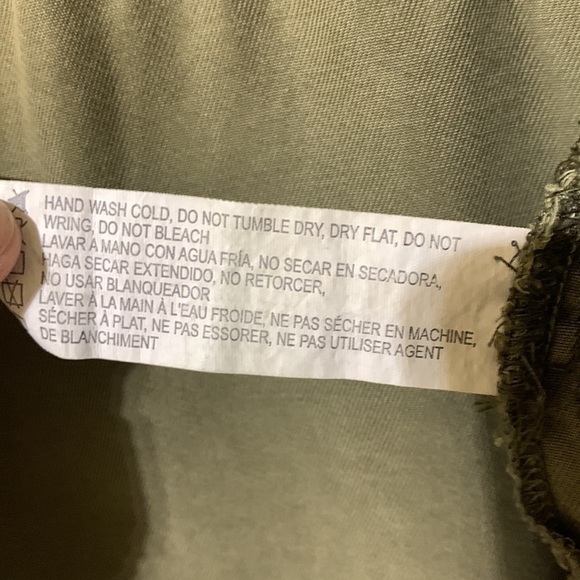 HAND WASH COLD, DO NOT TUMBLE DRY, DRY FLAT, DO NOT
WRING, DO NOT BLEACH
LAVAR A MANO CON AGUA FRÍA, NO SECAR EN SECADORA,
HAGA SECAR EXTENDIDO, NO RETORCER,
NO USAR BLANQUEADOR
LAVER À LA MAIN À L'EAU FROIDE, NE PAS SÉCHER EN MACHINE,
SÉCHER À PLAT, NE PAS ESSORER, NE PAS UTILISER AGENT
DE BLANCHIMENT